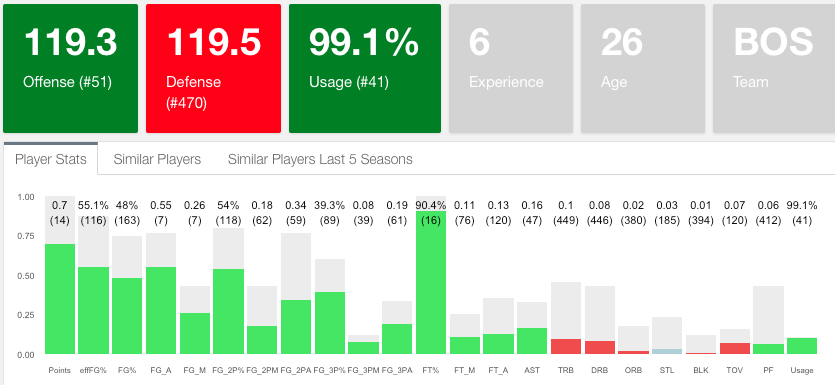 119.3
Offense (#51)
119.5
Defense
(#470)
99.1%
Usage (#41)
6
Experience
26
Age
BOS
Team
Player Stats
Similar Players
Similar Players Last 5 Seasons
1.00
0.75
0.50
0.25
0.00
0.7 55.1% 48% 0.55 0.26 54% 0.18 0.34 39.3% 0.08 0.19 90.4% 0.11 0.13 0.16 0.1 0.08 0.02 0.03 0.01 0.07 0.06 99.1%
(14) (116) (163) (7) (7) (118) (62) (59) (89) (39) (61) (16) (76) (120) (47) (449) (446) (380) (185) (394) (120) (412) (41)
Points effFG% FG% FG_A FG_M FG_2P% FG_2PM FG_2PA FG_3P% FG_3PM FG_3PA FT% FT_M FT_A AST TRB DRB ORB STL BLK TOV PF Usage